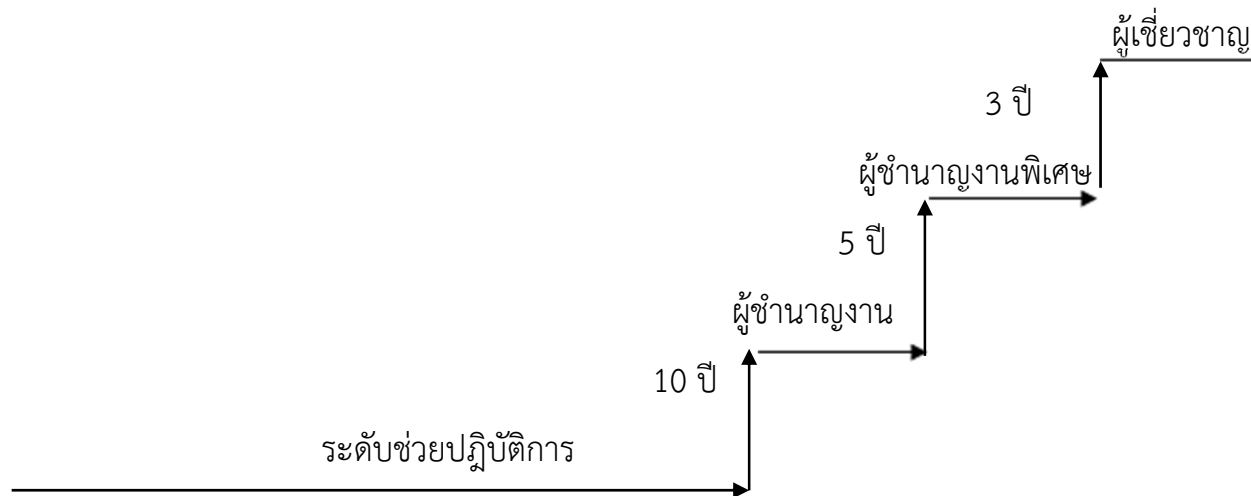 ผู้เชี่ยวชาญ
3 ปี
ผู้ชำนาญงานพิเศษ
5 ปี
ผู้ชำนาญงาน
10 ปี
ระดับช่วยปฎิบัติการ